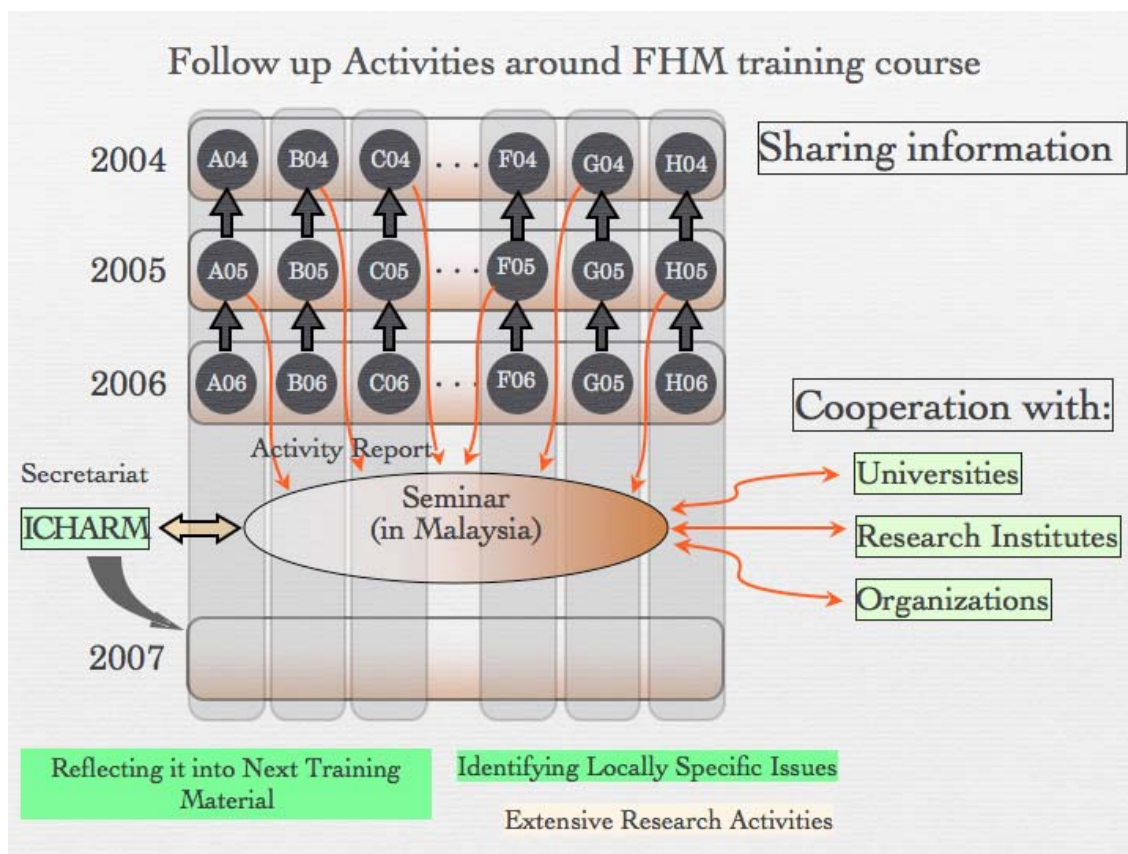 Follow up Activities around FHM training course
2004
A04 B04 C04 . . . F04 G04 H04
Sharing information
2005
A05 B05 C05 . . . F05 G05 H05
2006
A06 B06 C06 . . . F06 G05 H06
Cooperation with:
Activity Report
Secretariat
Seminar
(in Malaysia)
ICHARM
Universities
Research Institutes
Organizations
2007
Reflecting it into Next Training
Material
Identifying Locally Specific Issues
Extensive Research Activities